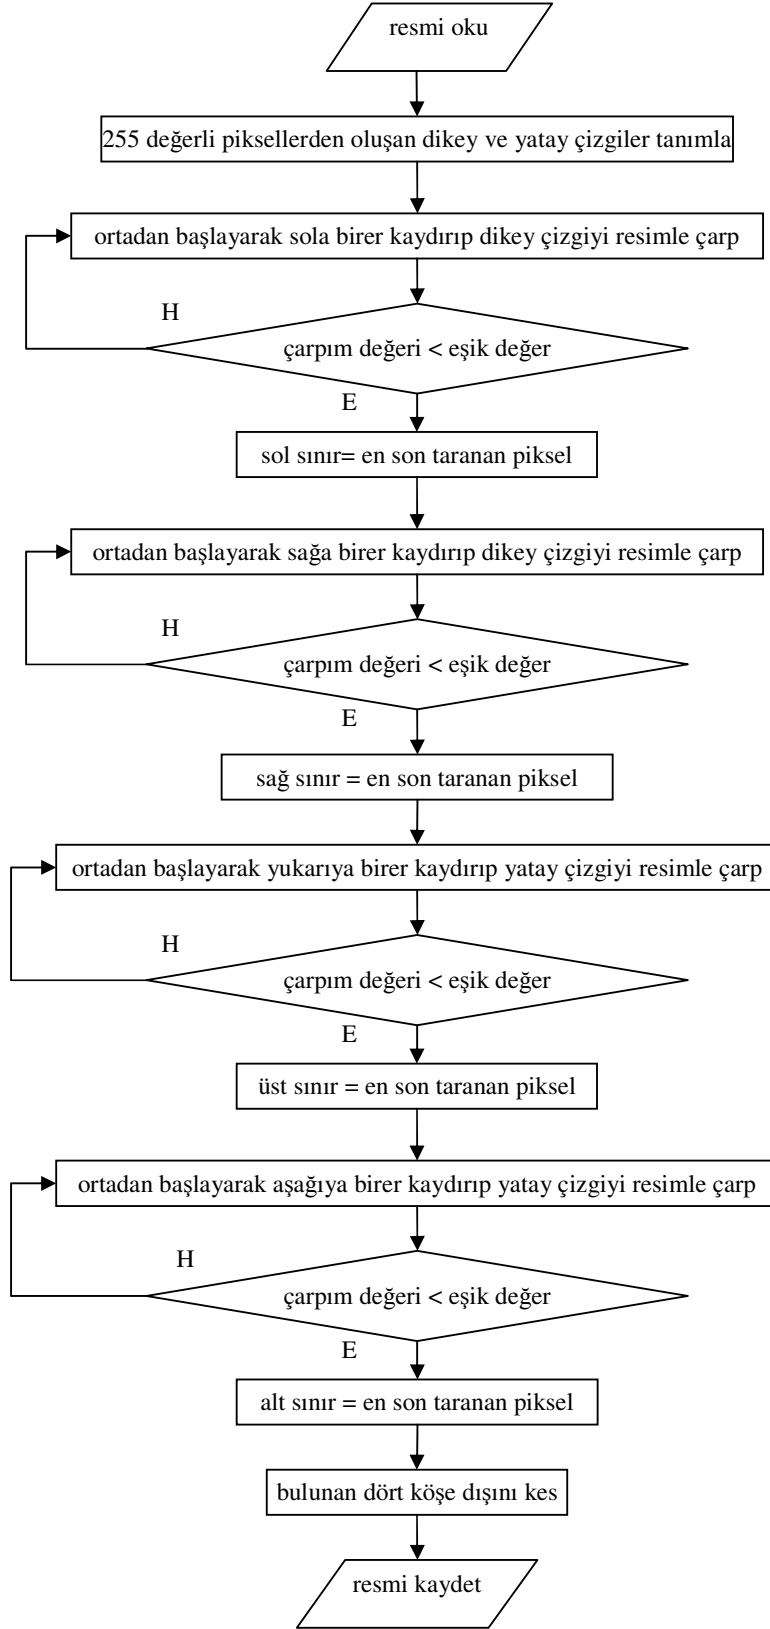 resmi oku
255 değerli piksellerden oluşan dikey ve yatay çizgiler tanımla
ortadan başlayarak sola birer kaydırıp dikey çizgiyi resimle çarp
H
çarpım değeri < eşik değer
E
sol sınır= en son taranan piksel
ortadan başlayarak sağa birer kaydırıp dikey çizgiyi resimle çarp
H
çarpım değeri < eşik değer
E
sağ sınır = en son taranan piksel
ortadan başlayarak yukarıya birer kaydırıp yatay çizgiyi resimle çarp
H
çarpım değeri < eşik değer
E
üst sınır = en son taranan piksel
ortadan başlayarak aşağıya birer kaydırıp yatay çizgiyi resimle çarp
H
çarpım değeri < eşik değer
E
alt sınır = en son taranan piksel
bulunan dört köşe dışını kes
resmi kaydet